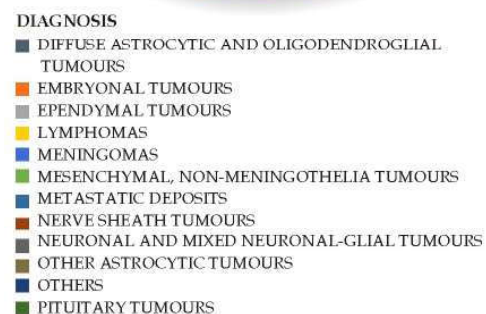 DIAGNOSIS
DIFFUSE ASTROCYTIC AND OLIGODENDROGLIAL
TUMOURS
EMBRYONAL TUMOURS
EPENDYMAL TUMOURS
LYMPHOMAS
MENINGOMAS
MESENCHYMAL, NON-MENINGOTHELIA TUMOURS
METASTATIC DEPOSITS
NERVE SHEATH TUMOURS
NEURONAL AND MIXED NEURONAL-GLIAL TUMOURS
OTHER ASTROCYTIC TUMOURS
OTHERS
PITUITARY TUMOURS